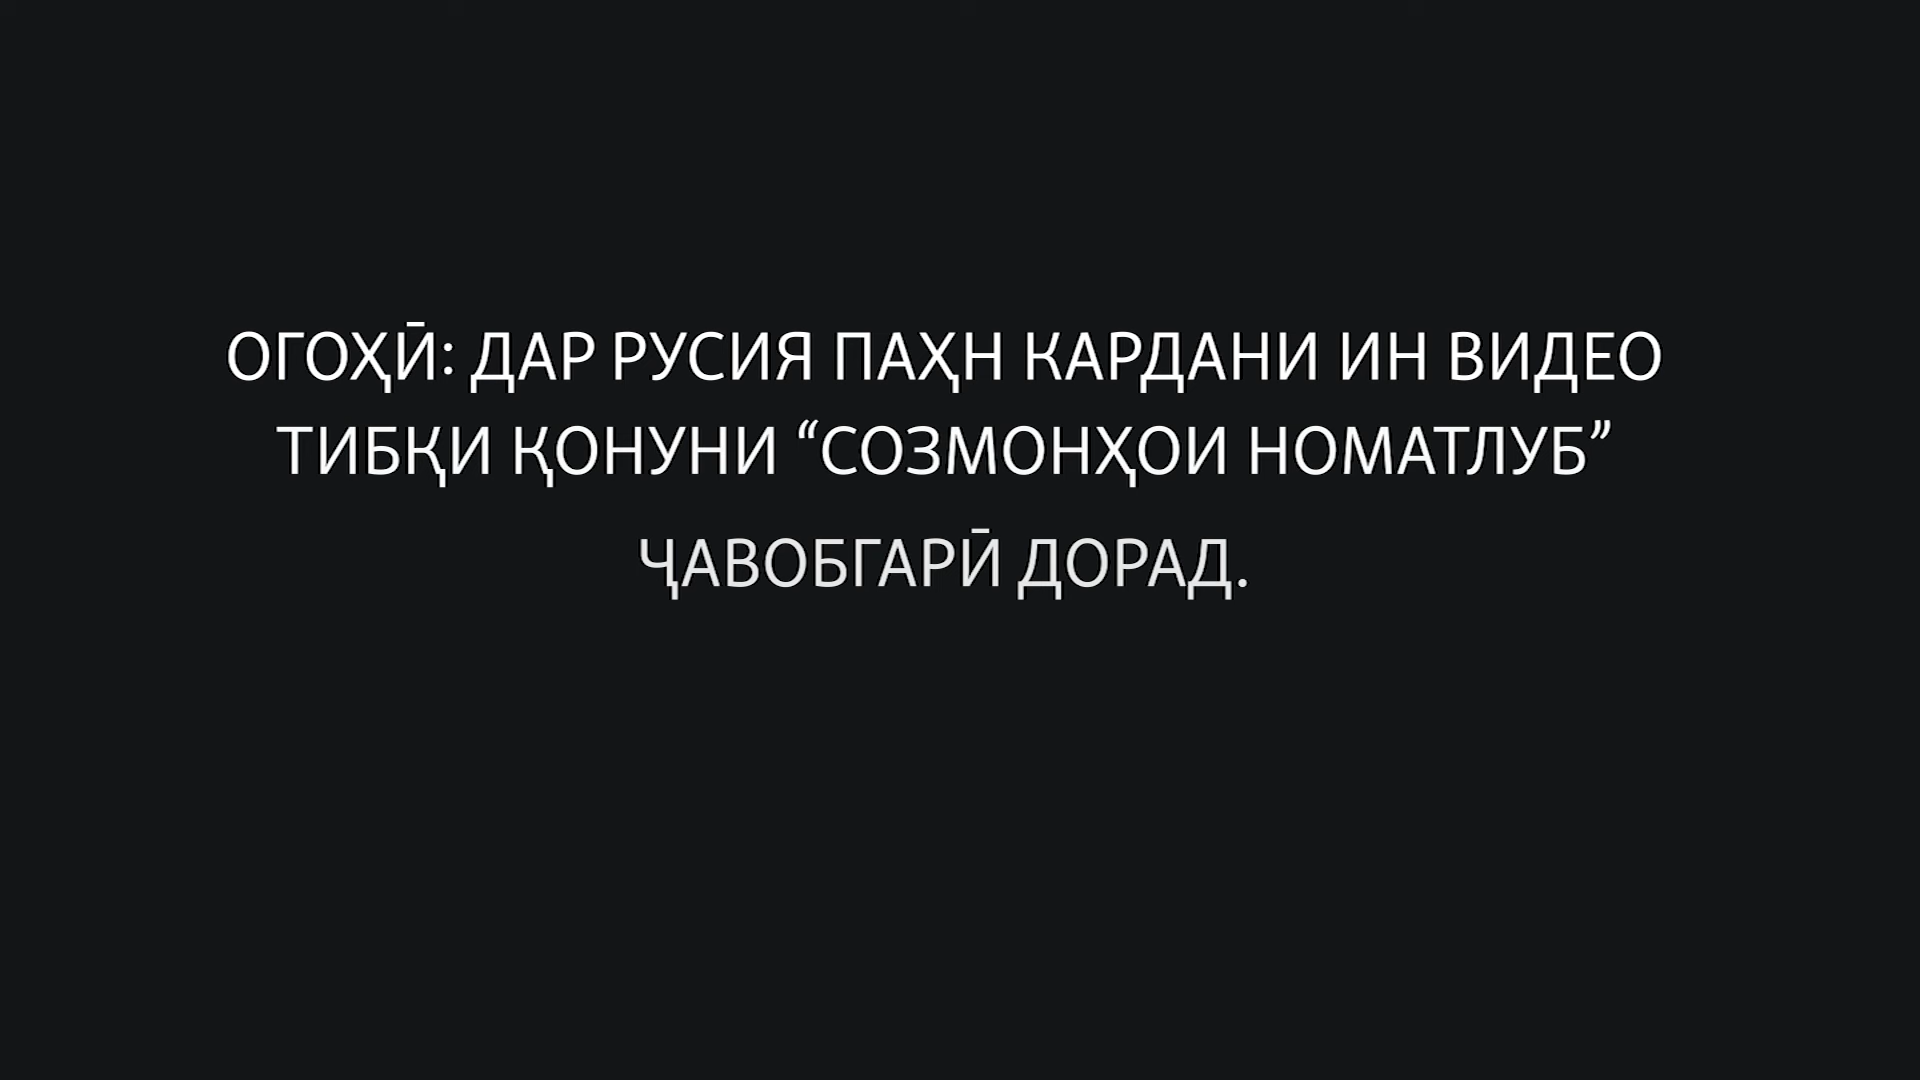 ОГОҲӢ: ДАР РУСИЯ ПАҲН КАРДАНИ ИН ВИДЕО
ТИБҚИ ҚОНУНИ “СОЗМОНҲОИ НОМАТЛУБ”
ҶАВОБГАРӢ ДОРАД.